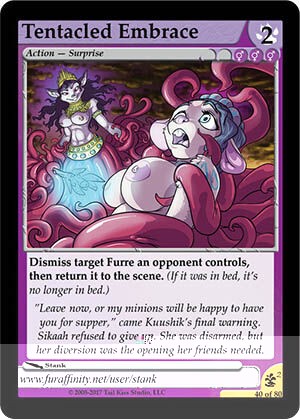 Tentacled Embrace
2
Action — Surprise
Dismiss target Furre an opponent controls,
then return it to the scene. (If it was in bed, it's
no longer in bed.)
"Leave now, or my minions will be happy to have
you for supper," came Kuushik's final warning.
Sikaah refused to give up. She was disarmed, but
her diversion was the opening her friends needed.
Stank
www.furaffinity.net/user/stank
40 of 80
© 2008-2017 Tail Kiss Studio, LLC